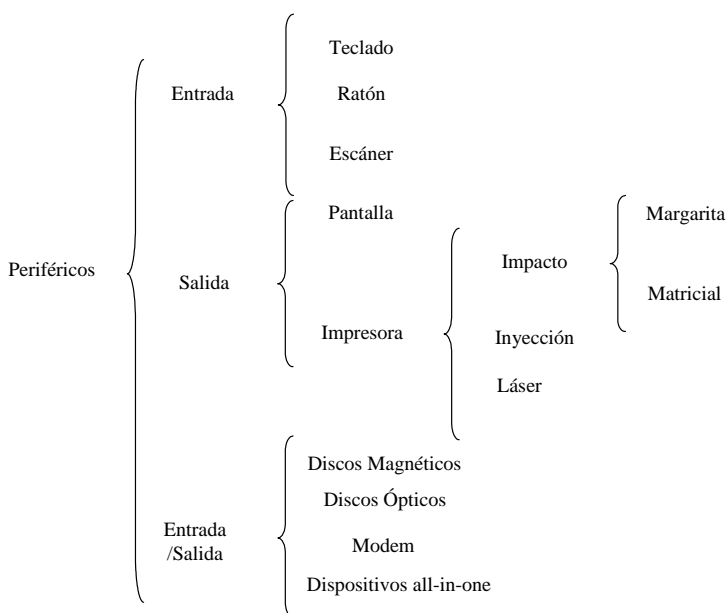 Periféricos
Entrada
Teclado
Ratón
Escáner
Salida
Pantalla
Impresora
Impacto
Margarita
Matricial
Inyección
Láser
Entrada
/Salida
Discos Magnéticos
Discos Ópticos
Modem
Dispositivos all-in-one